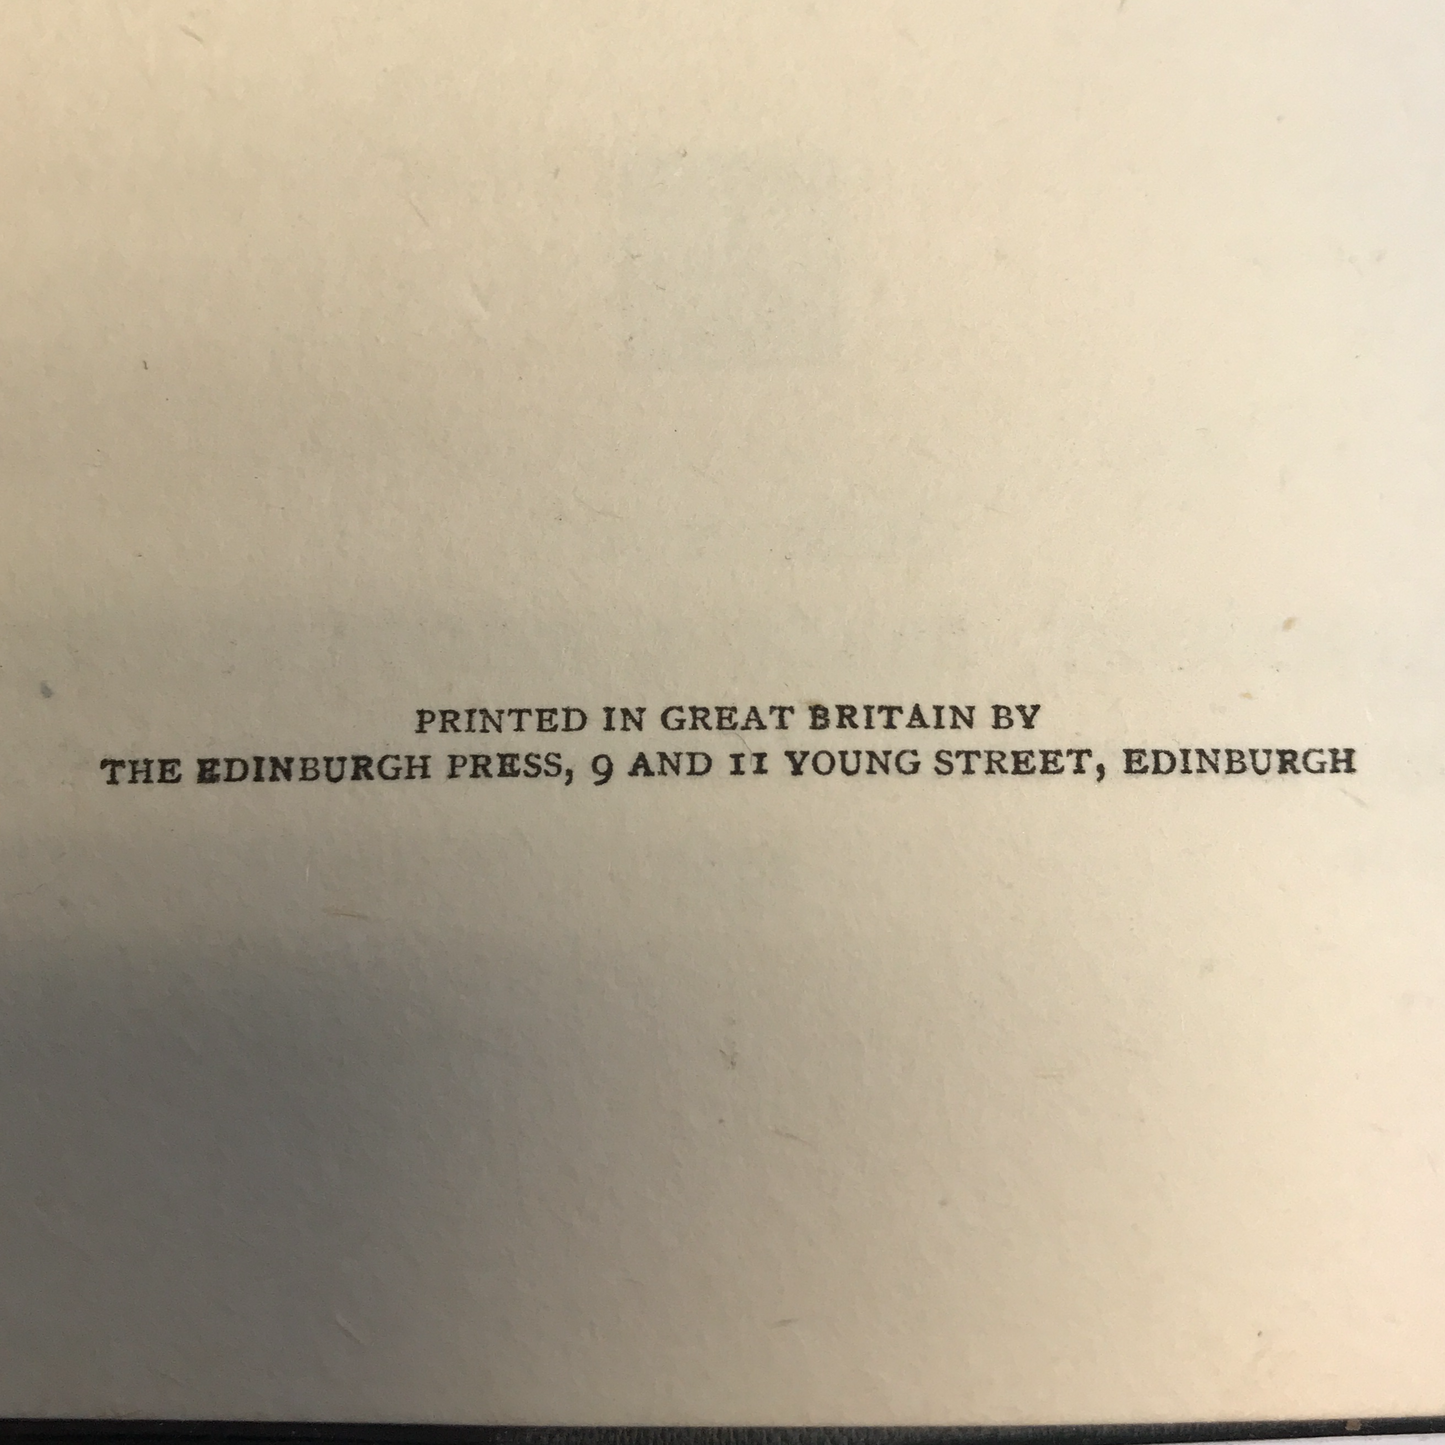 PRINTED IN GREAT BRITAIN BY
THE EDINBURGH PRESS, 9 AND 11 YOUNG STREET, EDINBURGH